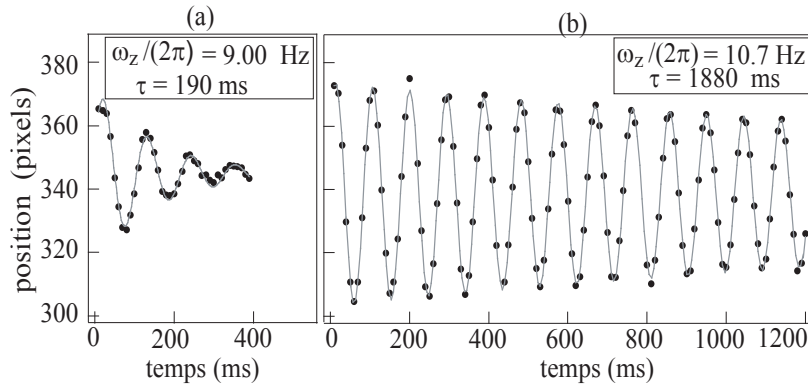 (a)
(b)
ω_z/(2π) = 9.00 Hz
τ = 190 ms
ω_z/(2π) = 10.7 Hz
τ = 1880 ms
position (pixels)
380
360
340
320
300
0 200 400
0 200 400 600 800 1000 1200
temps (ms)
temps (ms)